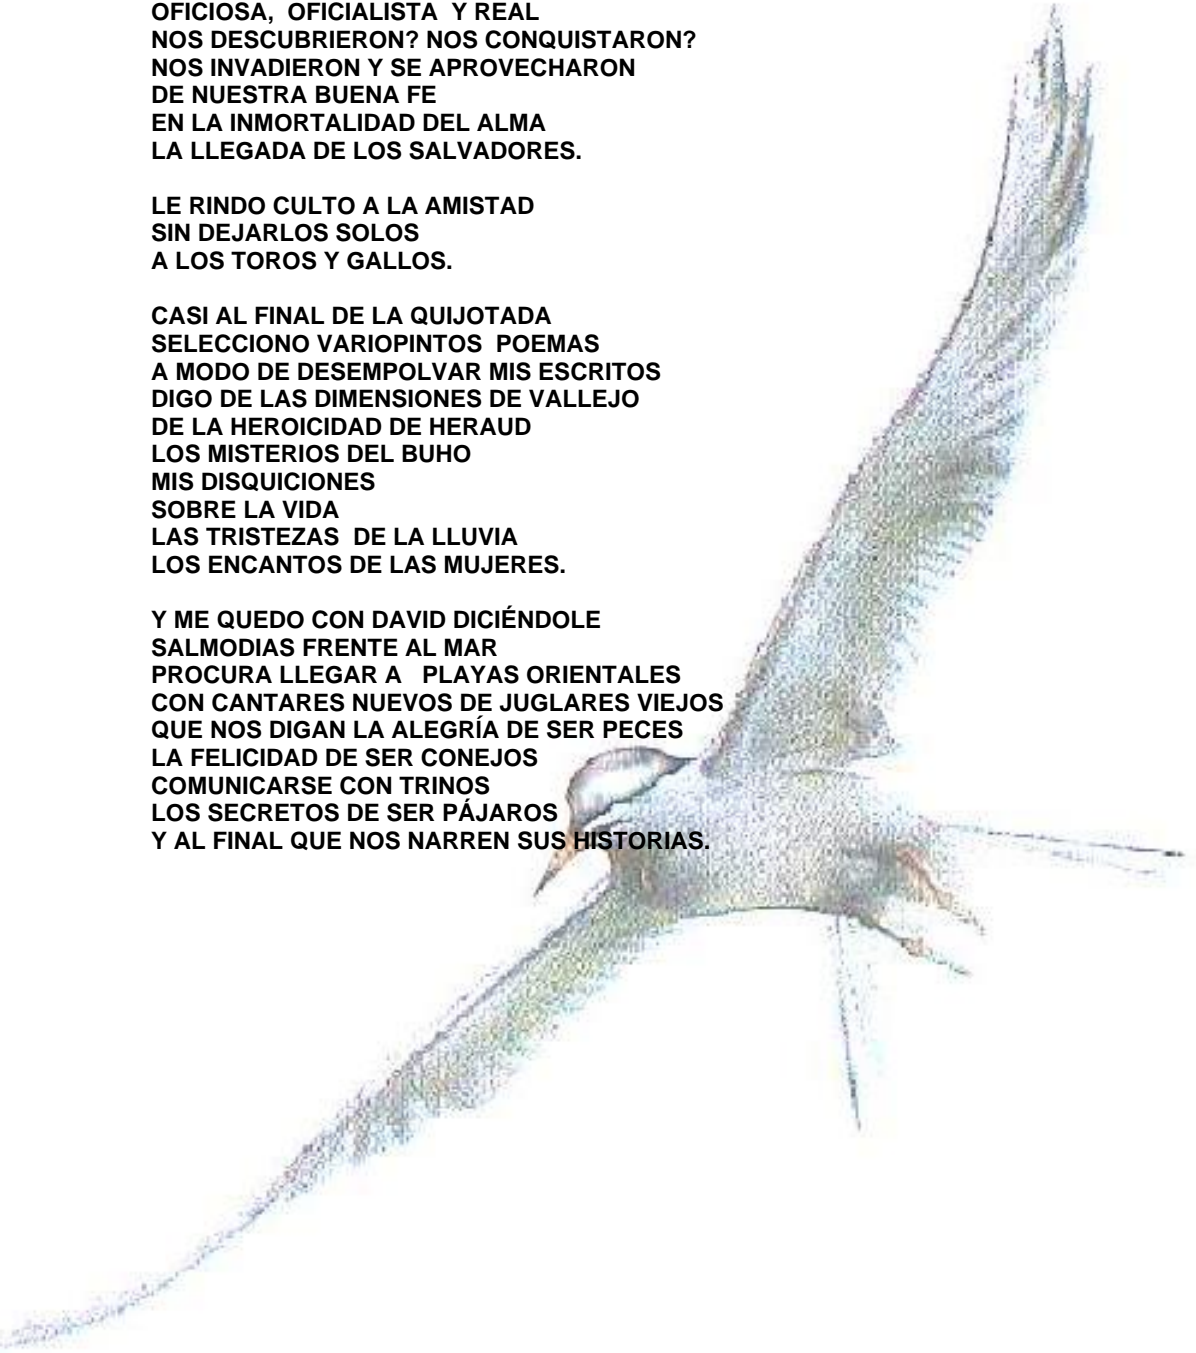 OFICIOSA,  OFICIALISTA  Y REAL
NOS DESCUBRIERON? NOS CONQUISTARON?
NOS INVADIERON Y SE APROVECHARON
DE NUESTRA BUENA FE
EN LA INMORTALIDAD DEL ALMA
LA LLEGADA DE LOS SALVADORES.

LE RINDO CULTO A LA AMISTAD
SIN DEJARLOS SOLOS
A LOS TOROS Y GALLOS.

CASI AL FINAL DE LA QUIJOTADA
SELECCIONO VARIOPINTOS  POEMAS
A MODO DE DESEMPOLVAR MIS ESCRITOS
DIGO DE LAS DIMENSIONES DE VALLEJO
DE LA HEROICIDAD DE HERAUD
LOS MISTERIOS DEL BUHO
MIS DISQUICIONES
SOBRE LA VIDA
LAS TRISTEZAS  DE LA LLUVIA
LOS ENCANTOS DE LAS MUJERES.

Y ME QUEDO CON DAVID DICIÉNDOLE
SALMODIAS FRENTE AL MAR
PROCURA LLEGAR A   PLAYAS ORIENTALES
CON CANTARES NUEVOS DE JUGLARES VIEJOS
QUE NOS DIGAN LA ALEGRÍA DE SER PECES
LA FELICIDAD DE SER CONEJOS
COMUNICARSE CON TRINOS
LOS SECRETOS DE SER PÁJAROS
Y AL FINAL QUE NOS NARREN SUS HISTORIAS.